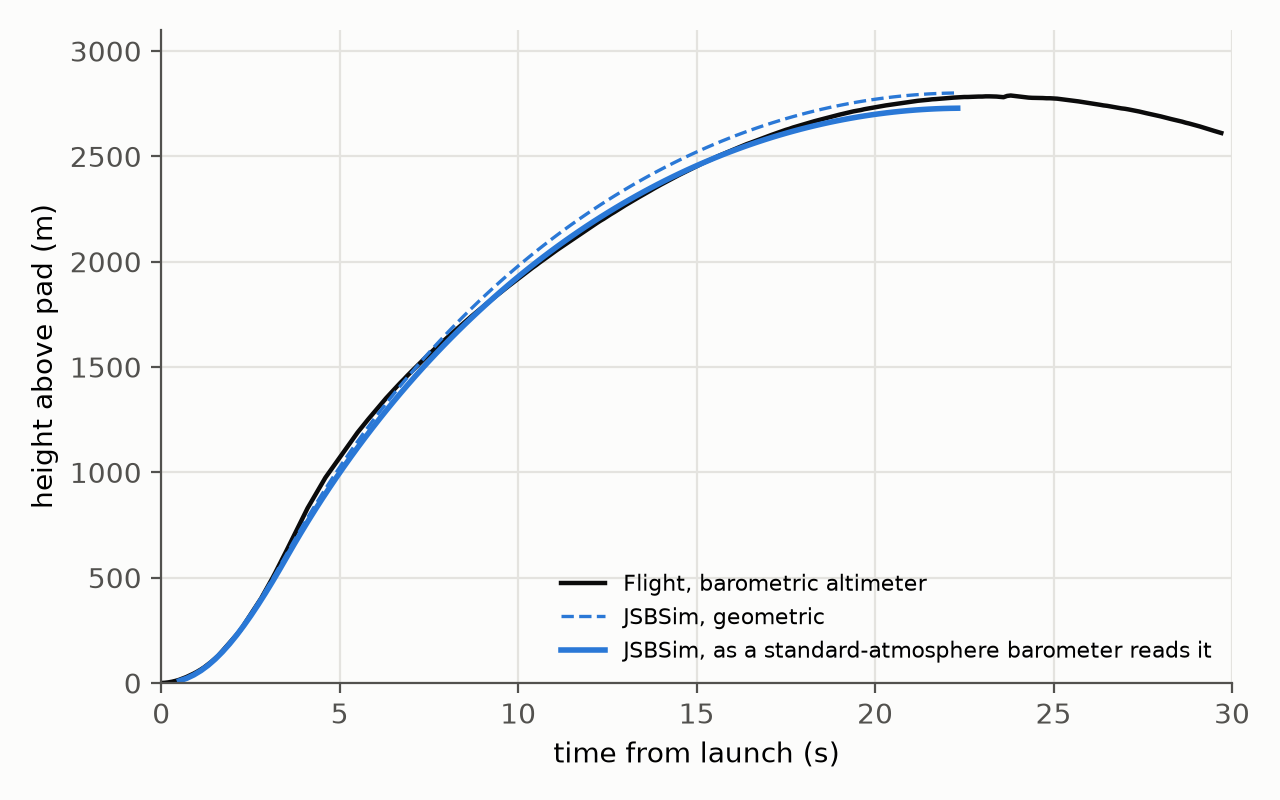 height above pad (m)
3000
2500
2000
1500
1000
500
0
Flight, barometric altimeter
JSBSim, geometric
JSBSim, as a standard-atmosphere barometer reads it
0 5 10 15 20 25 30
time from launch (s)